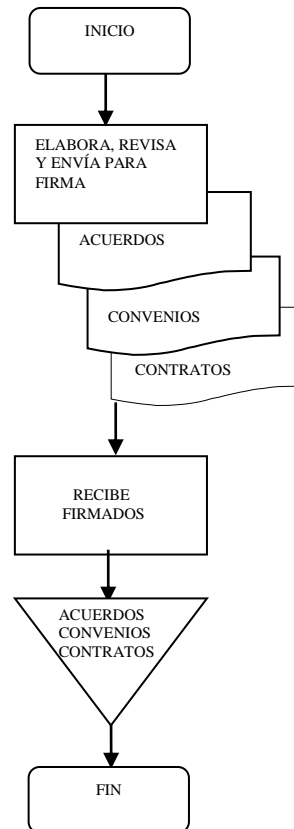 INICIO
ELABORA, REVISA
Y ENVÍA PARA
FIRMA
ACUERDOS
CONVENIOS
CONTRATOS
RECIBE
FIRMADOS
ACUERDOS
CONVENIOS
CONTRATOS
FIN